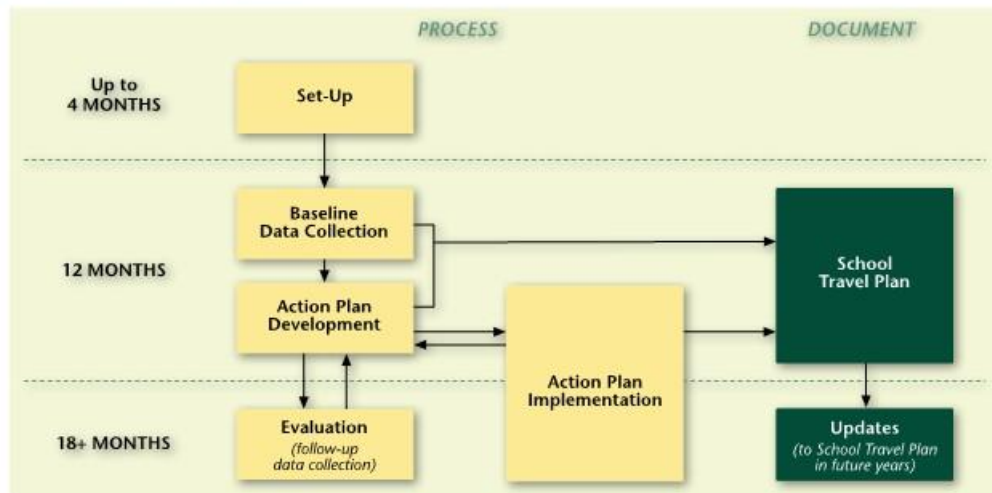 PROCESS
DOCUMENT
Up to
4 MONTHS
Set-Up
12 MONTHS
Baseline
Data Collection
Action Plan
Development
School
Travel Plan
Action Plan
Implementation
18+ MONTHS
Evaluation
(follow-up
data collection)
Updates
(to School Travel Plan
in future years)